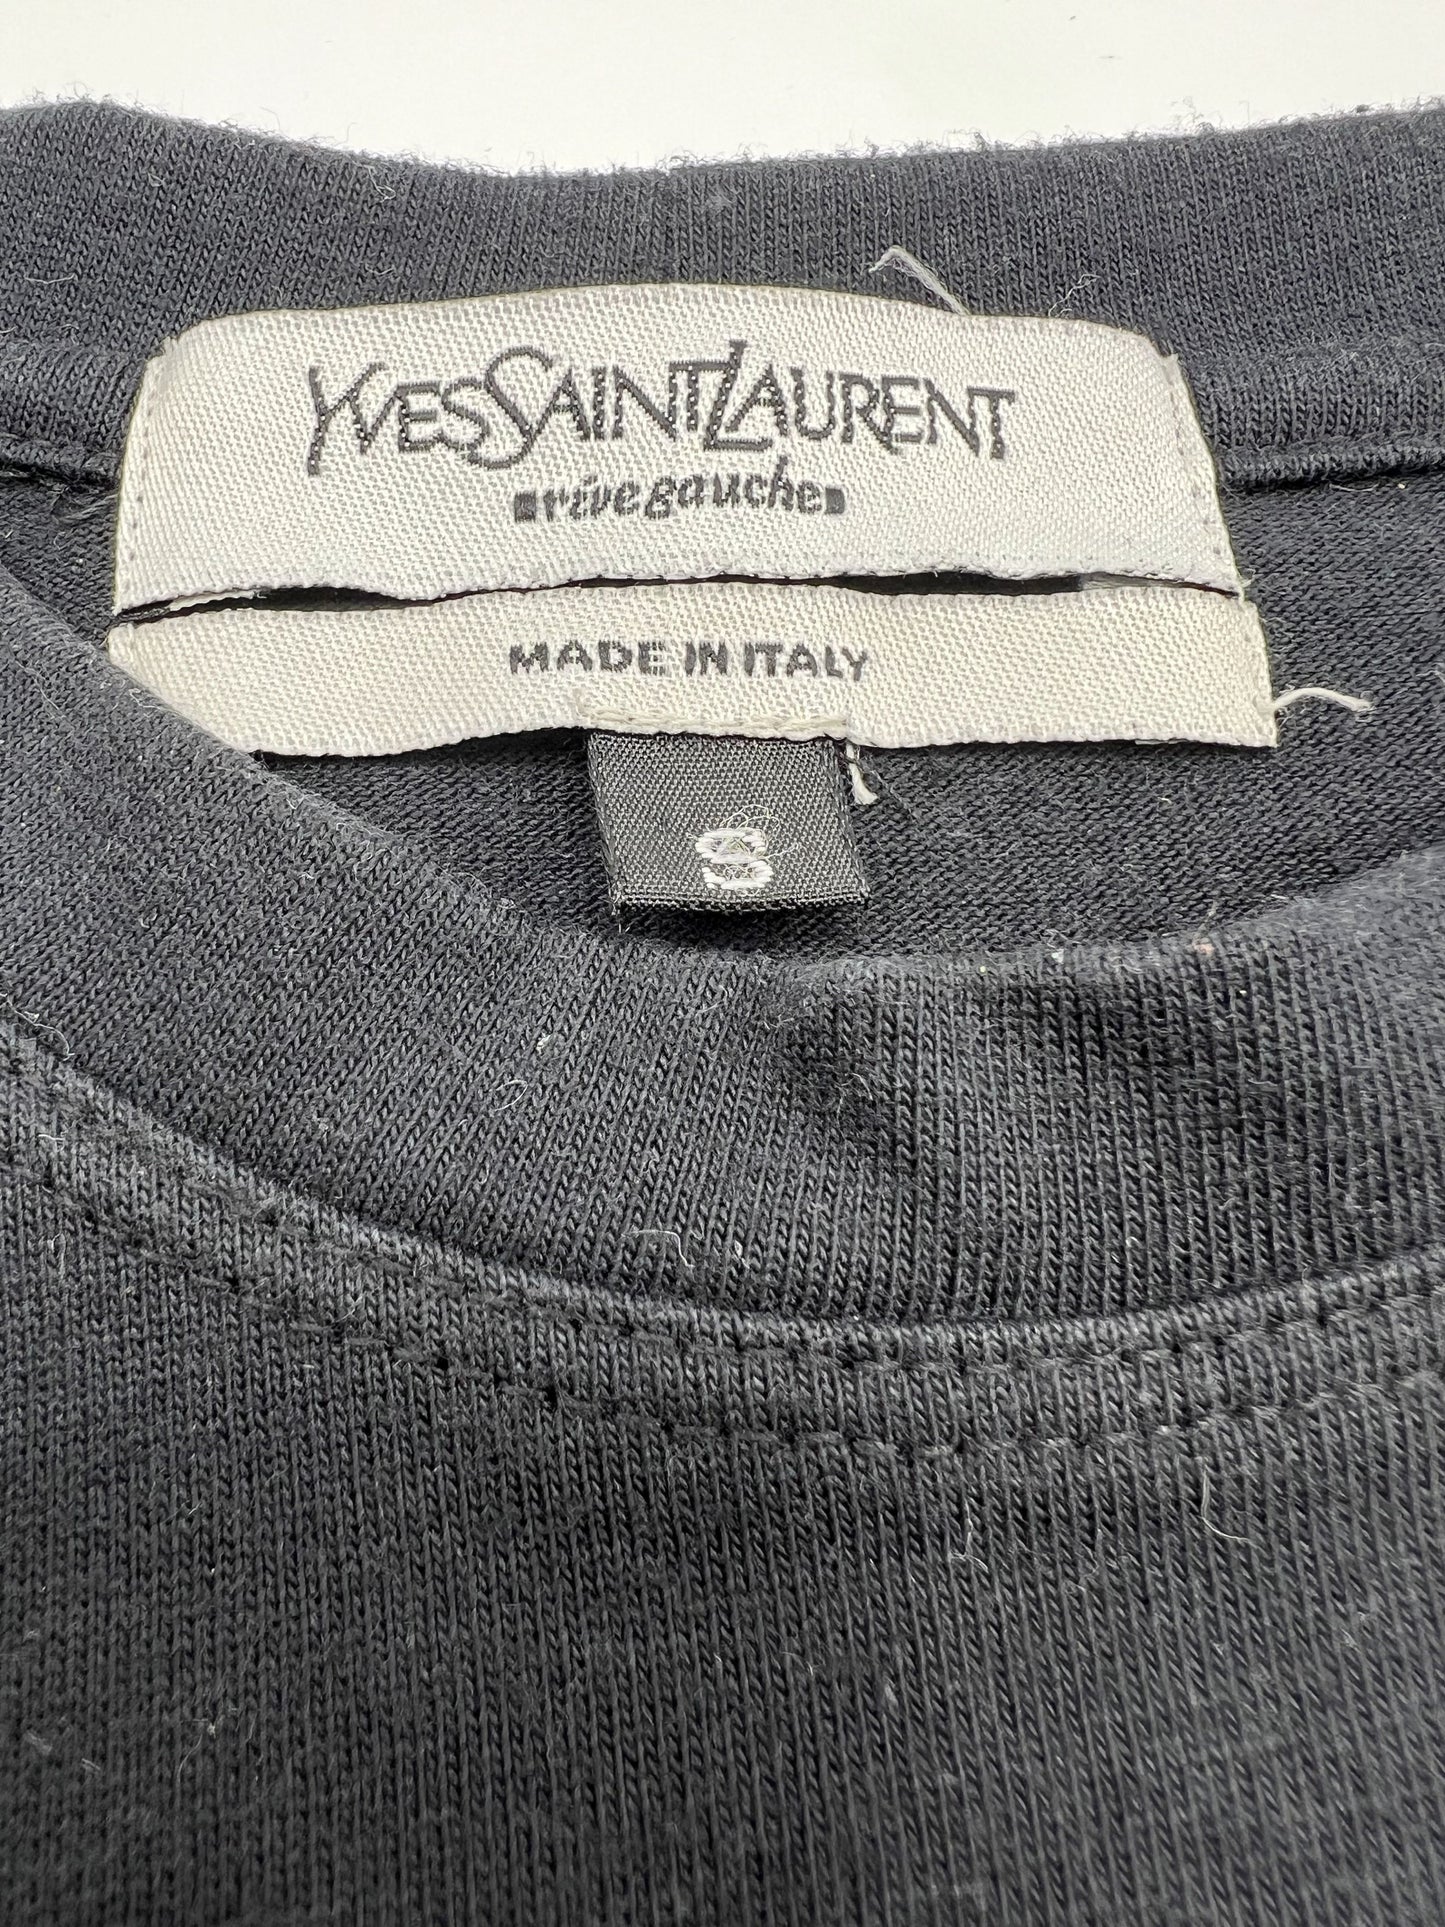 YVESSAINTLAURENT
rive gauche
MADE IN ITALY
S